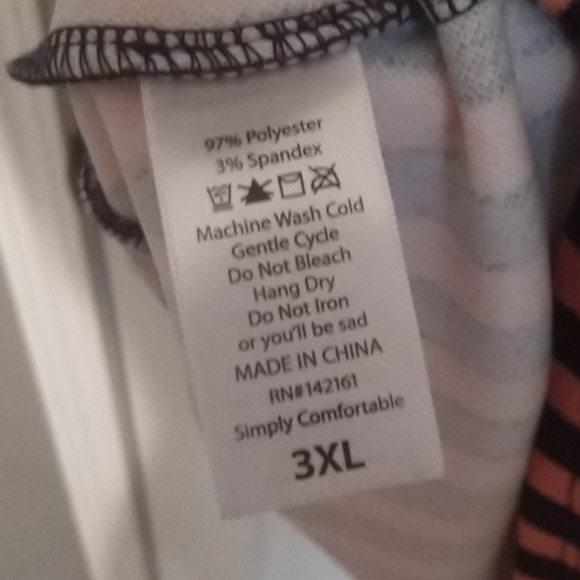 97% Polyester
3% Spandex
Machine Wash Cold
Gentle Cycle
Do Not Bleach
Hang Dry
Do Not Iron
or you'll be sad
MADE IN CHINA
RN#142161
Simply Comfortable
3XL